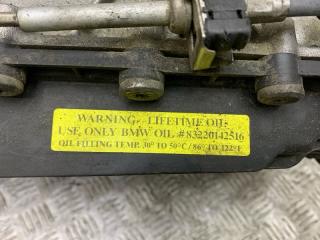 WARNING - LIFETIME OIL
USE ONLY BMW OIL #83220142516
OIL FILLING TEMP. 30° TO 50°C / 86° TO 122°F